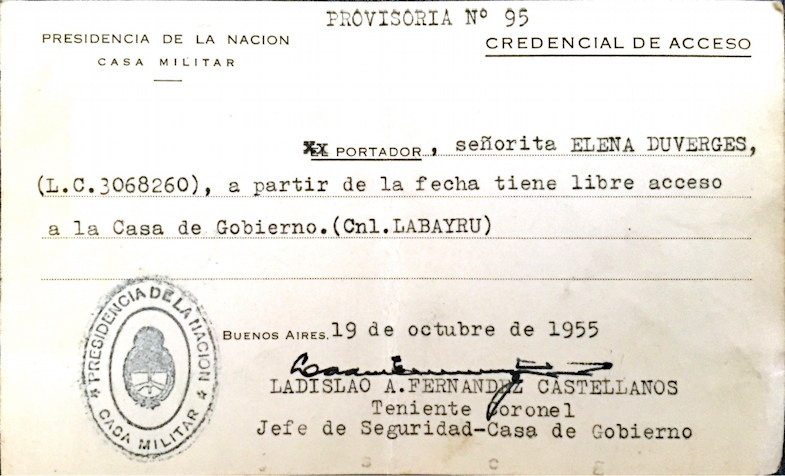 PROVISORIA Nº 95
PRESIDENCIA DE LA NACION
CASA MILITAR
CREDENCIAL DE ACCESO
PORTADOR, señorita ELENA DUVERGES,
(L.C.3068260), a partir de la fecha tiene libre acceso
a la Casa de Gobierno.(Cnl.LABAYRU)
BUENOS AIRES, 19 de octubre de 1955
LADISLAO A.FERNANDEZ CASTELLANOS
Teniente Coronel
Jefe de Seguridad-Casa de Gobierno
PRESIDENCIA DE LA NACION
CASA MILITAR